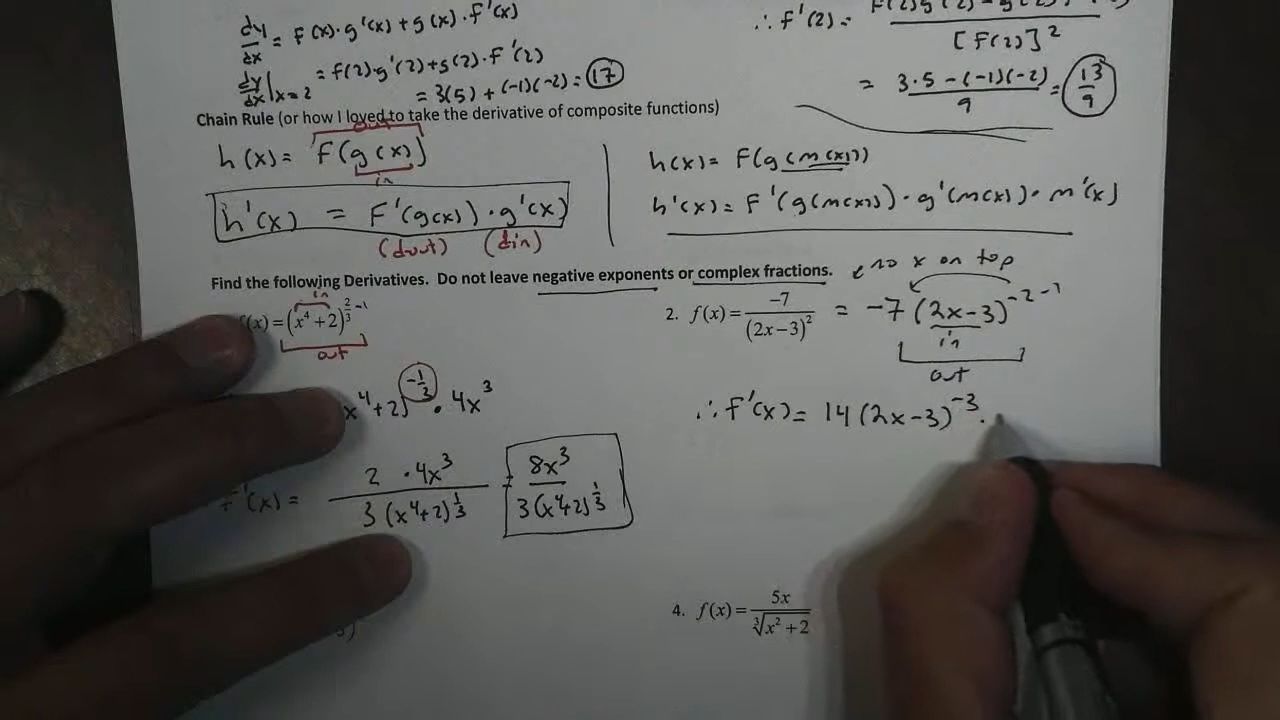 dy/dx = f(x)·g'(x) + g(x)·f'(x)
dy/dx|x=2 = f(2)·g'(2) + g(2)·f'(2)
= 3(5) + (-1)(-2) = 17
∴ F'(2) =
[F(2)]²
= 3·5 - (-1)(-2) / 9 = 13/9
Chain Rule (or how I loved to take the derivative of composite functions)
out
h(x) = F(g(x))
in
h'(x) = F'(g(x))·g'(x)
(dout) (din)
h(x) = F(g(m(x)))
h'(x) = F'(g(m(x)))·g'(m(x))·m'(x)
Find the following Derivatives. Do not leave negative exponents or complex fractions.
no x on top
in
(x) = (x⁴+2)^(2/3 -1)
out
x⁴+2)^(-1/3) · 4x³
'(x) = 2·4x³ / 3(x⁴+2)^(1/3) = 8x³ / 3(x⁴+2)^(1/3)
2. f(x) = -7/(2x-3)² = -7(2x-3)^(-2-1)
in
out
∴ F'(x) = 14(2x-3)^(-3) ·
4. f(x) = 5x/∛(x²+2)